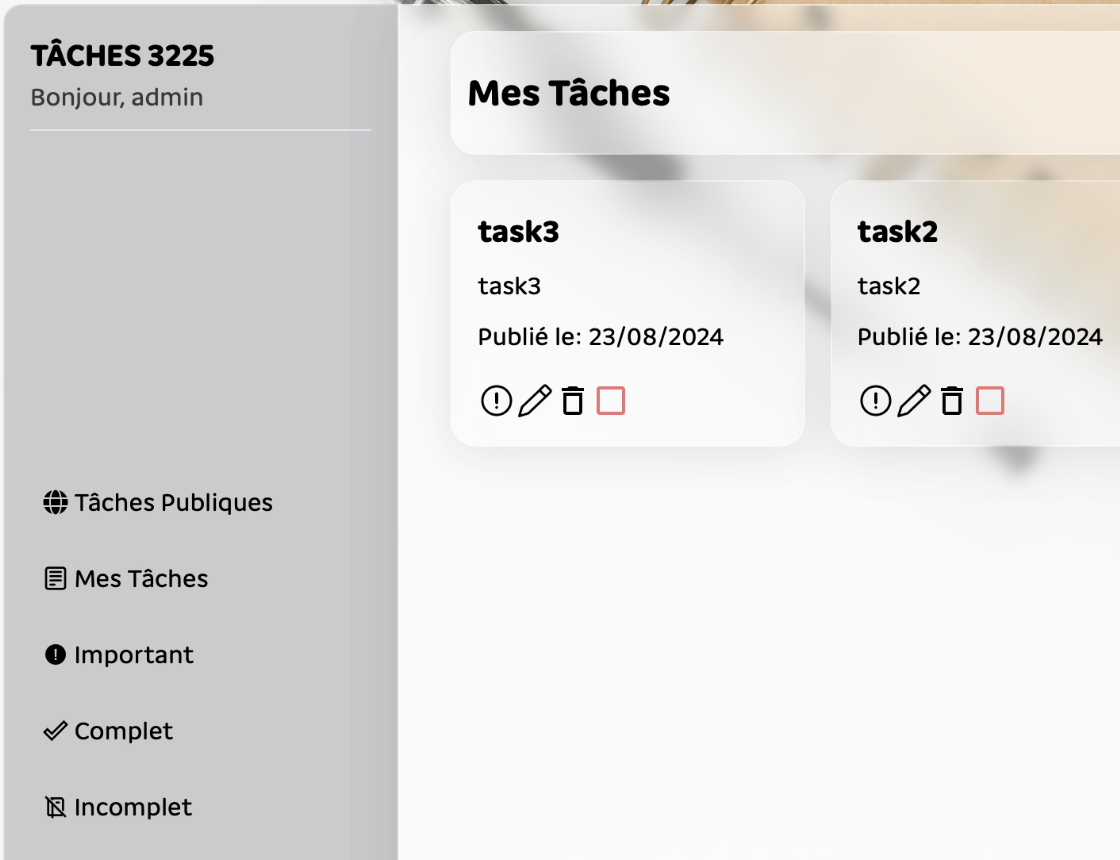 TÂCHES 3225
Bonjour, admin
Tâches Publiques
Mes Tâches
Important
Complet
Incomplet
Mes Tâches
task3
task3
Publié le: 23/08/2024
task2
task2
Publié le: 23/08/2024